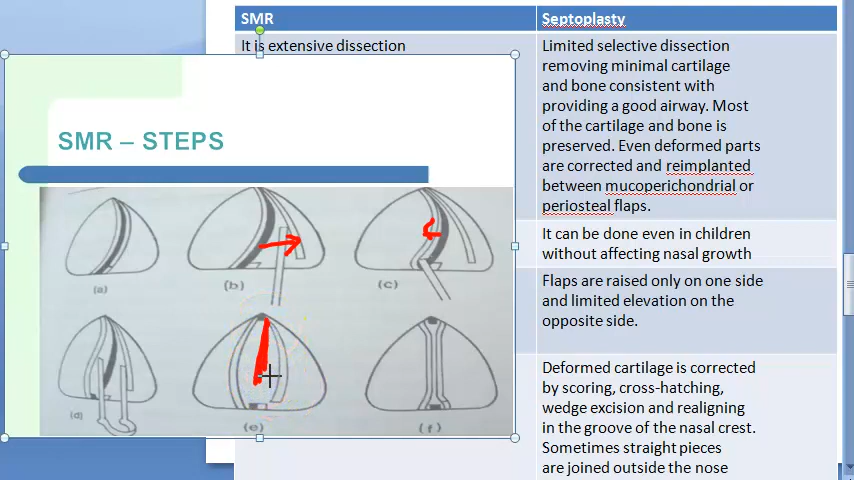 SMR
Septoplasty
It is extensive dissection
Limited selective dissection
removing minimal cartilage
and bone consistent with
providing a good airway. Most
of the cartilage and bone is
preserved. Even deformed parts
are corrected and reimplanted
between mucoperichondrial or
periosteal flaps.
It can be done even in children
without affecting nasal growth
Flaps are raised only on one side
and limited elevation on the
opposite side.
Deformed cartilage is corrected
by scoring, cross-hatching,
wedge excision and realigning
in the groove of the nasal crest.
Sometimes straight pieces
are joined outside the nose
SMR – STEPS
(a)
(b)
(c)
(d)
(e)
(f)